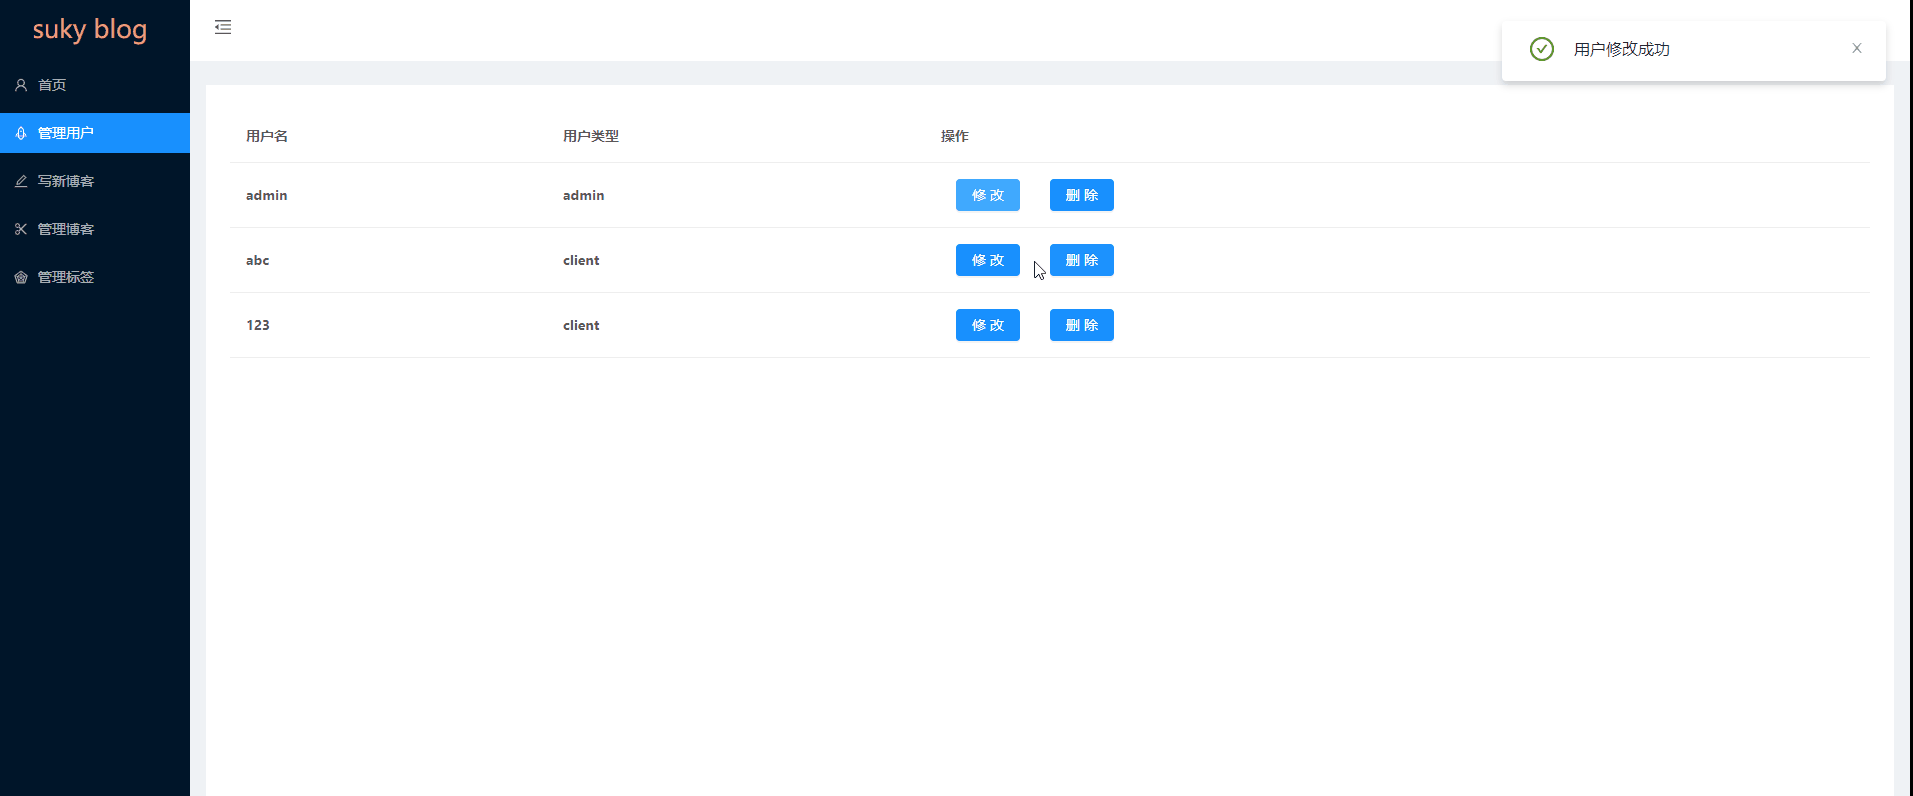 suky blog
首页
管理用户
写新博客
管理博客
管理标签
用户修改成功
用户名 用户类型 操作
admin admin 修 改 删 除
abc client 修 改 删 除
123 client 修 改 删 除